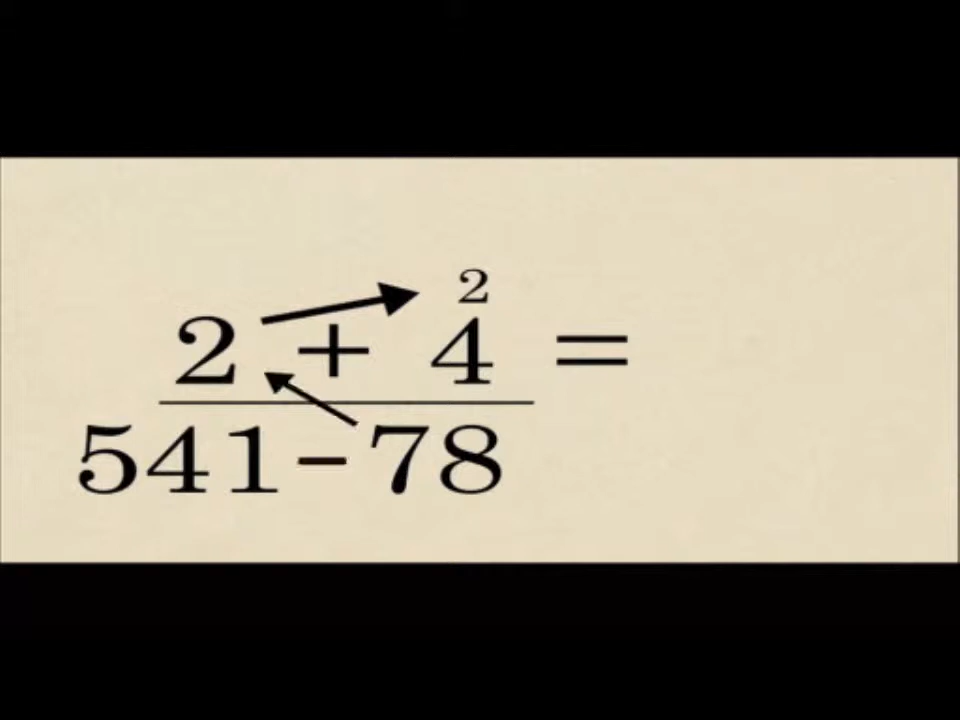 2
2 + 4 =
541-78